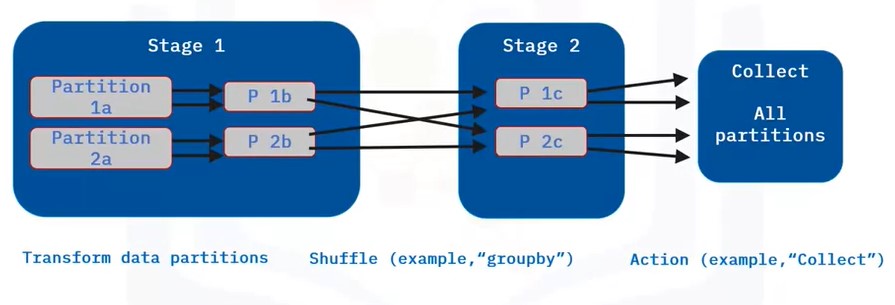 Stage 1
Partition
1a
P 1b
Partition
2a
P 2b
Stage 2
P 1c
P 2c
Collect
All
partitions
Transform data partitions
Shuffle (example,“groupby”)
Action (example,“Collect”)